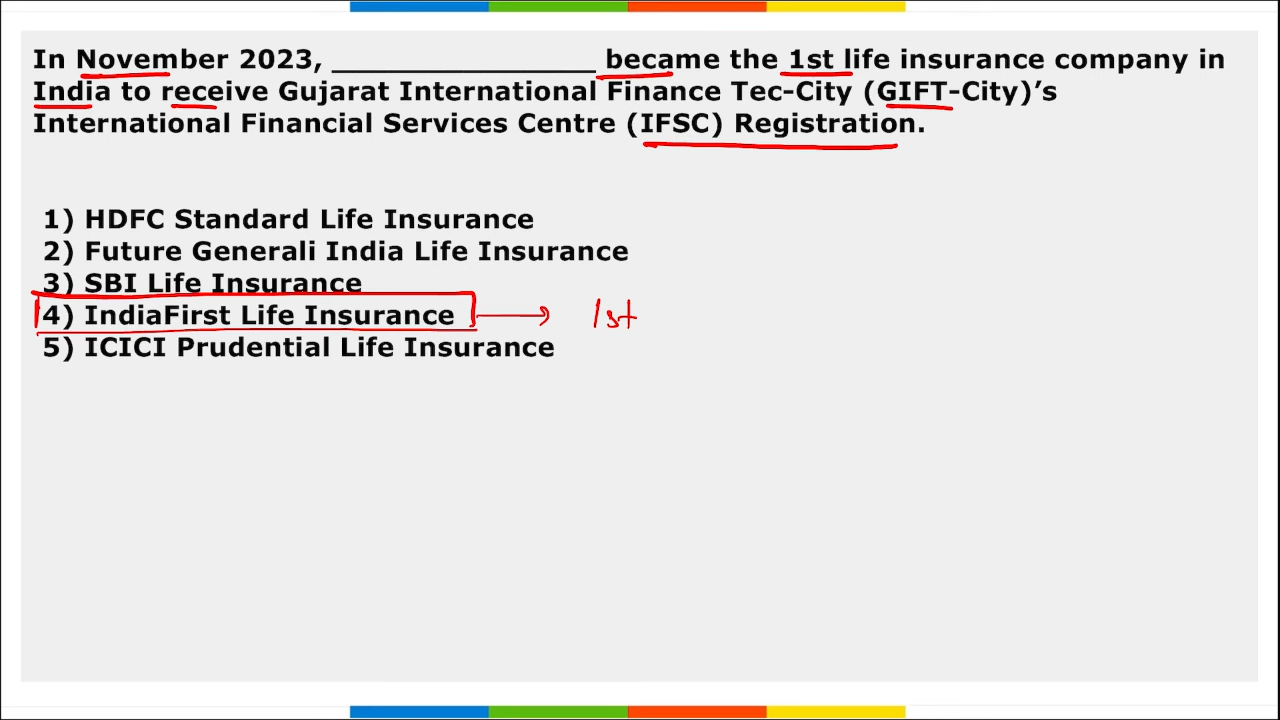 In November 2023, ________________ became the 1st life insurance company in
India to receive Gujarat International Finance Tec-City (GIFT-City)’s
International Financial Services Centre (IFSC) Registration.
1) HDFC Standard Life Insurance
2) Future Generali India Life Insurance
3) SBI Life Insurance
4) IndiaFirst Life Insurance → 1st
5) ICICI Prudential Life Insurance